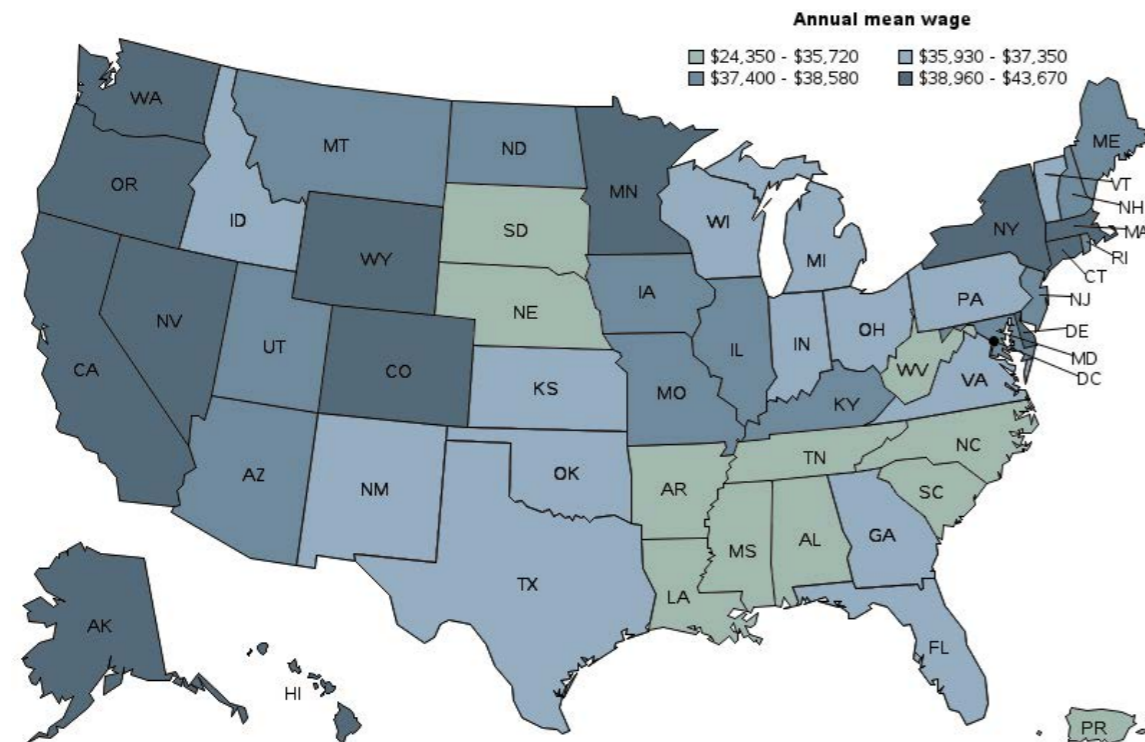 Annual mean wage
$24,350 - $35,720
$35,930 - $37,350
$37,400 - $38,580
$38,960 - $43,670
WA
MT
ND
ME
VT
NH
MA
RI
CT
NJ
DE
MD
DC
OR
ID
MN
WI
NY
SD
MI
WY
IA
PA
NE
NV
UT
IL
IN
OH
CA
CO
KS
MO
KY
WV
VA
AZ
NM
OK
AR
TN
NC
SC
MS
AL
GA
TX
LA
FL
AK
HI
PR